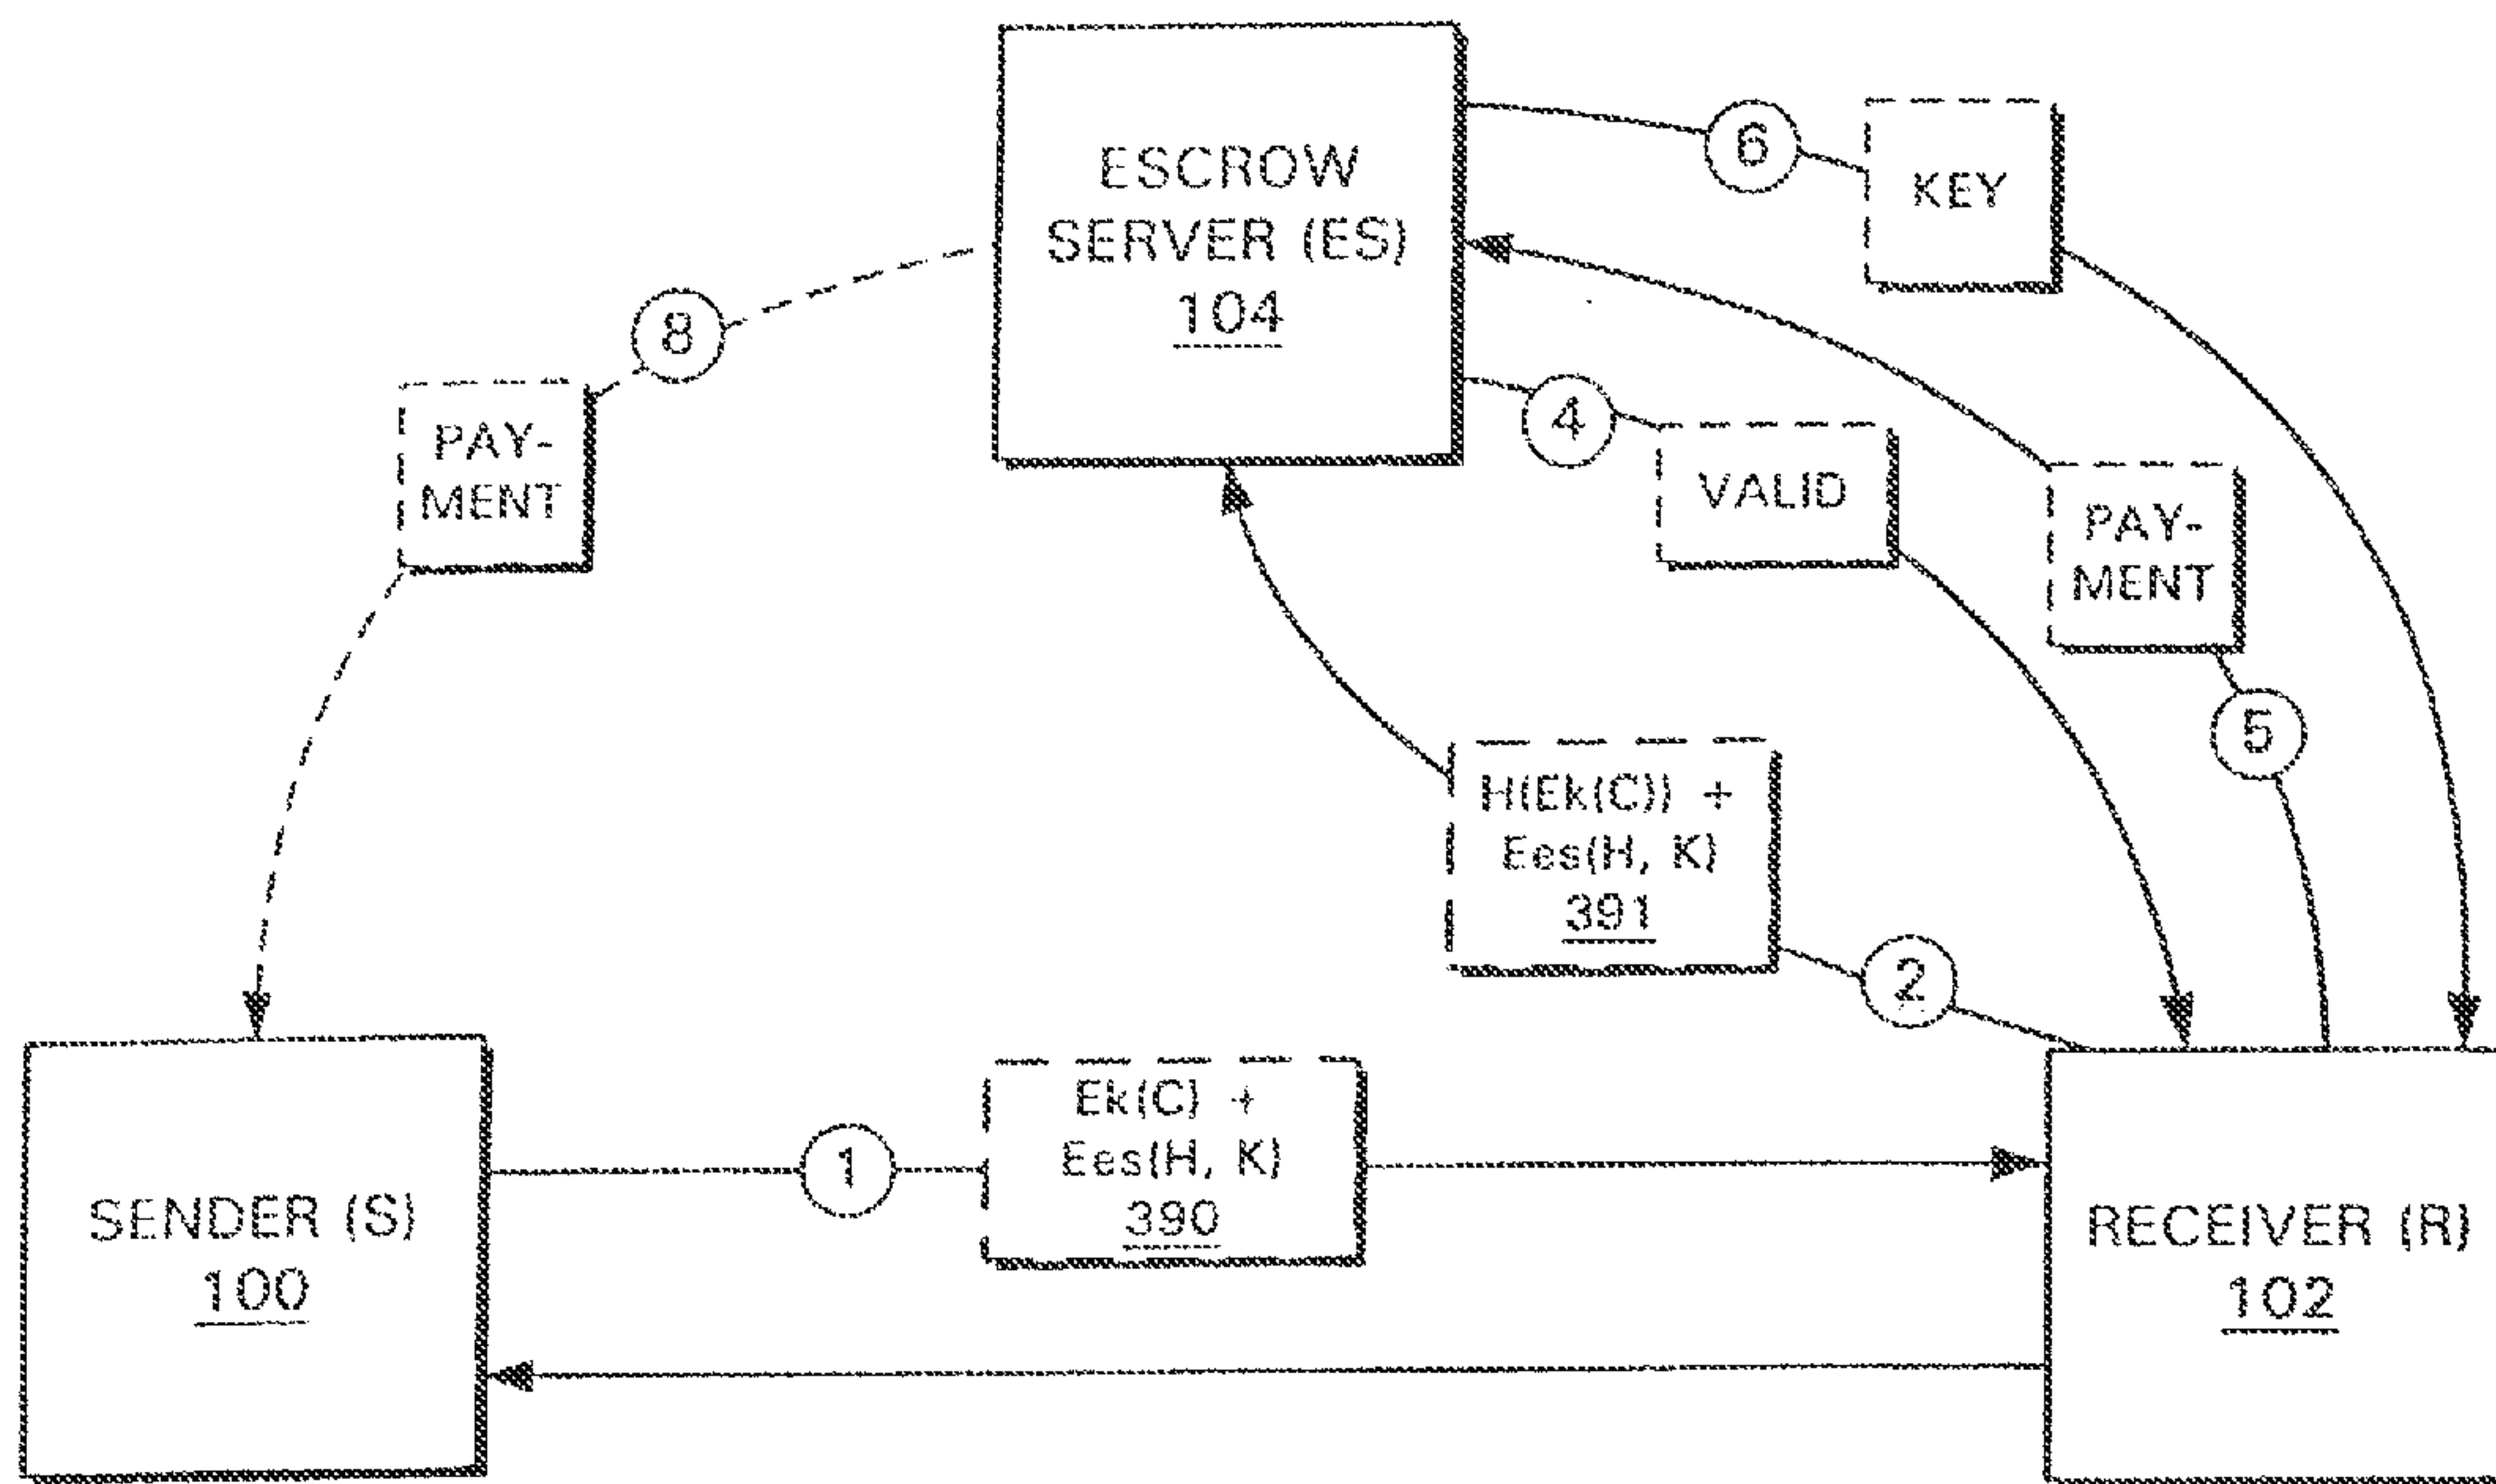 ESCROW
SERVER (ES)
104
6
KEY
8
PAY-
MENT
4
VALID
PAY-
MENT
5
H(Ek(C)) +
Ees(H, K)
391
2
1
Ek(C) +
Ees(H, K)
390
SENDER (S)
100
RECEIVER (R)
102